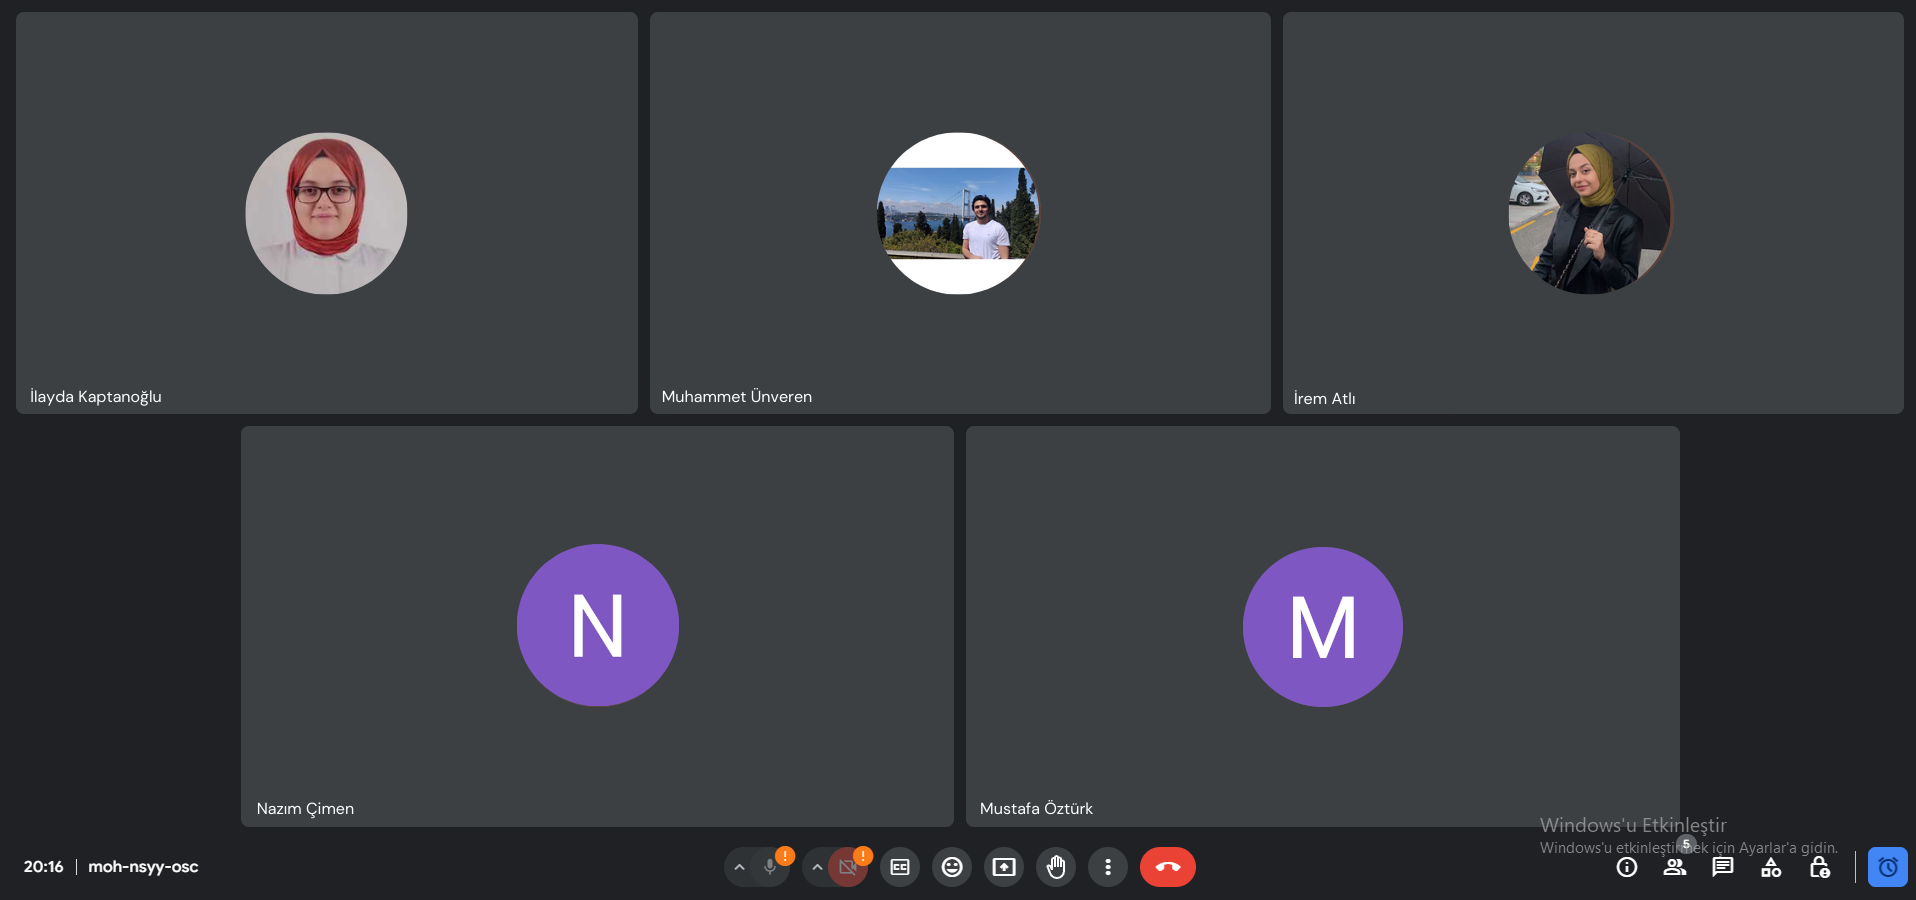 İlayda Kaptanoğlu
Muhammet Ünveren
İrem Atlı
N
M
Nazım Çimen
Mustafa Öztürk
Windows'u Etkinleştir
Windows'u etkinleştirmek için Ayarlar'a gidin.
20:16 | moh-nsyy-osc
!
!
CC
5